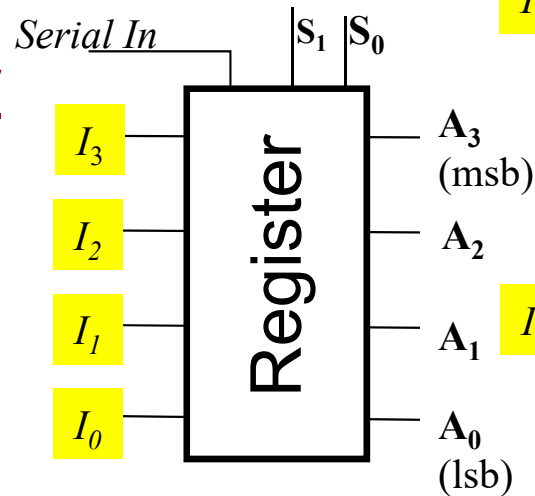 Serial In
S₁ S₀
I₃
I₂
I₁
I₀
Register
A₃
(msb)
A₂
A₁
A₀
(lsb)